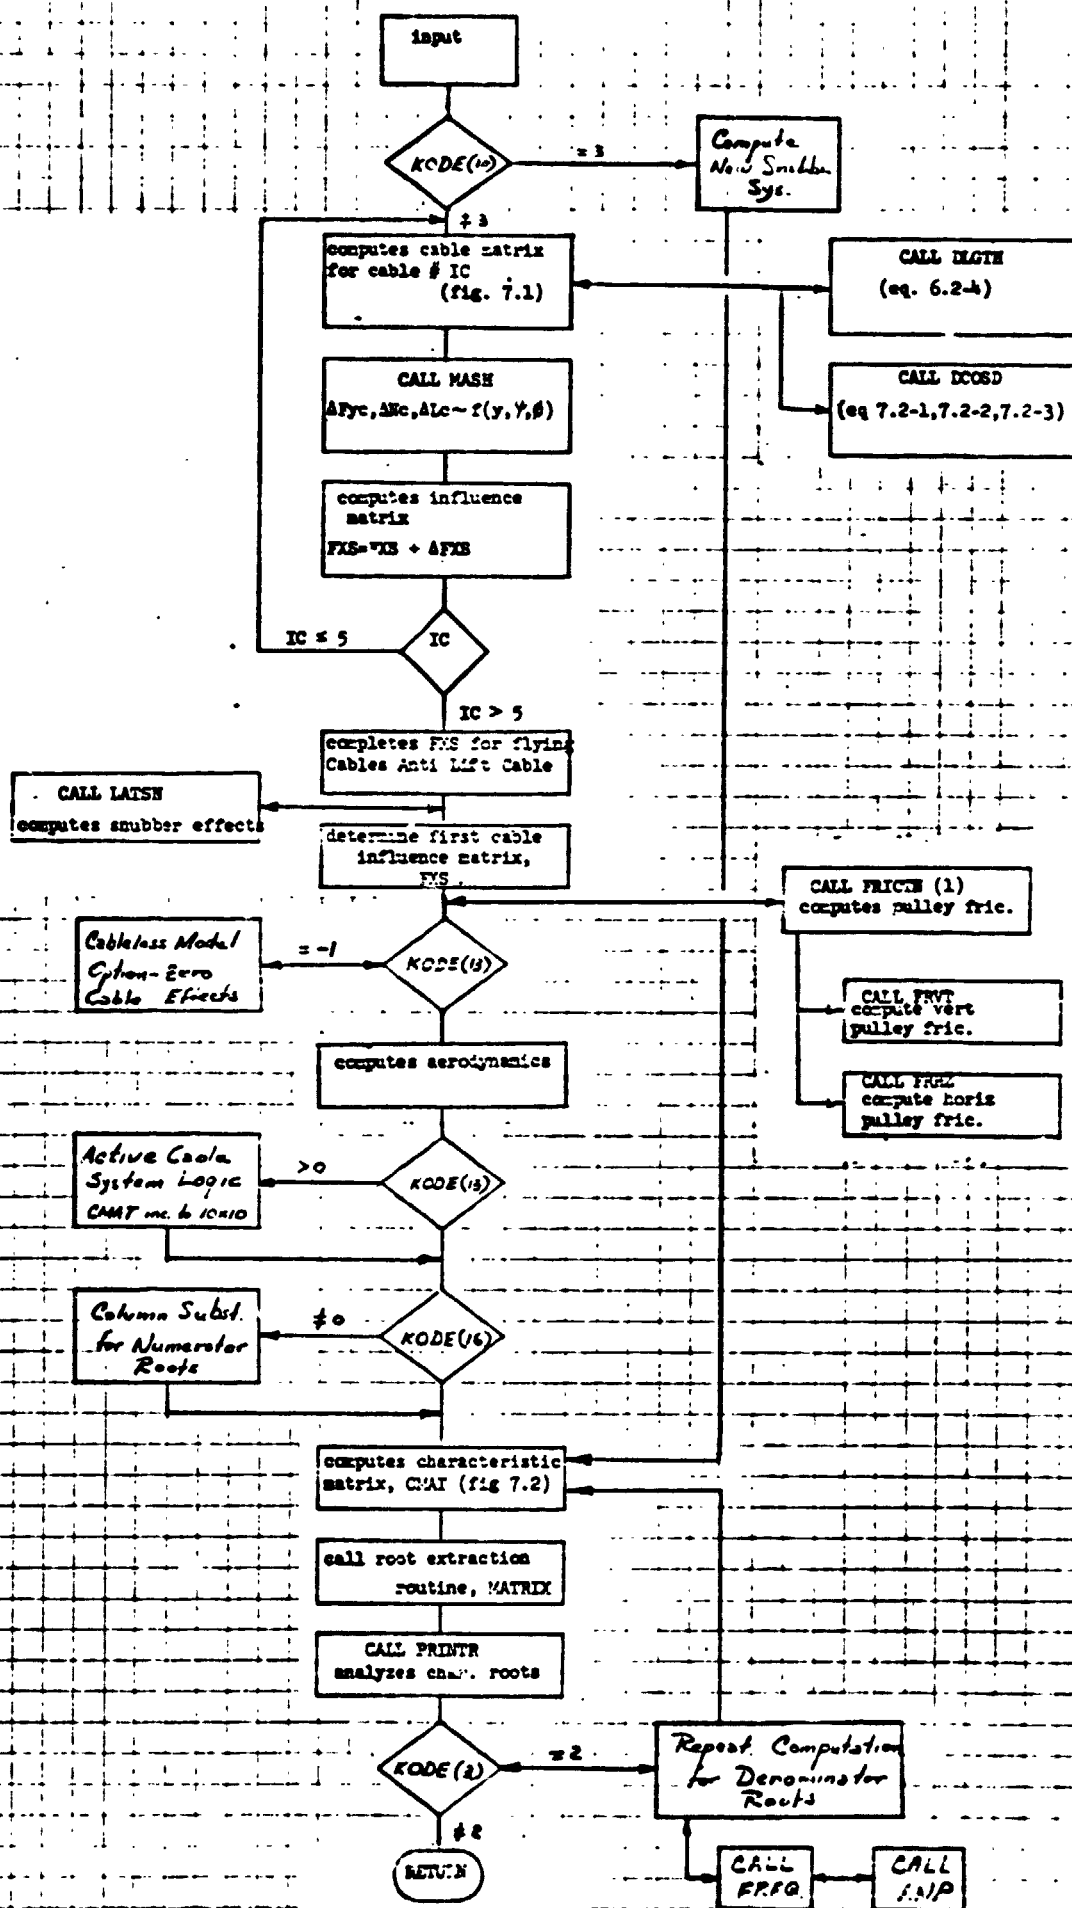 input
KODE(10)
= 3
Compute
New Snubber
Sys.
≠ 3
computes cable matrix
for cable # IC
(fig. 7.1)
CALL DLGTH
(eq. 6.2-4)
CALL DCOSD
(eq 7.2-1,7.2-2,7.2-3)
CALL MASH
ΔFyc,ΔNc,ΔLc~f(y,Ψ,ø)
computes influence
matrix
+ ΔFXS
IC ≤ 5
IC
IC > 5
completes FXS for flying
Cables Anti Lift Cable
CALL LATSN
computes snubber effects
determine first cable
influence matrix,
FXS.
CALL FRICTN (1)
computes pulley fric.
Cableless Model
Option-Zero
Cable Effects
= -1
KODE(13)
CALL FRVT
compute vert
pulley fric.
computes aerodynamics
CALL FRHZ
compute horiz
pulley fric.
Active Cable
System Logic
CMAT inc. to 10x10
>0
KODE(13)
Column Subst.
for Numerator
Roots
≠0
KODE(16)
computes characteristic
matrix, CMAT (fig 7.2)
call root extraction
routine, MATRIX
CALL PRINTR
analyzes char. roots
KODE(2)
=2
Repeat Computation
for Denominator
Roots
≠2
RETURN
CALL
FREQ
CALL